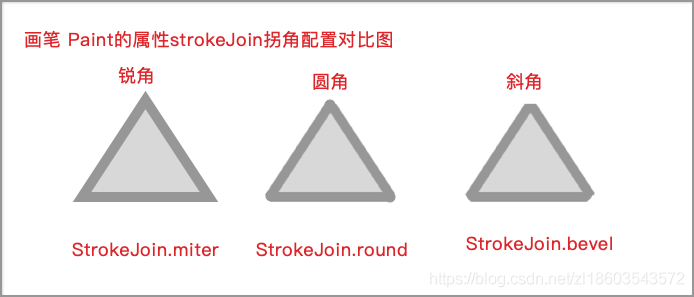 画笔 Paint的属性strokeJoin拐角配置对比图
锐角
圆角
斜角
StrokeJoin.miter
StrokeJoin.round
StrokeJoin.bevel
https://blog.csdn.net/zl18603543572